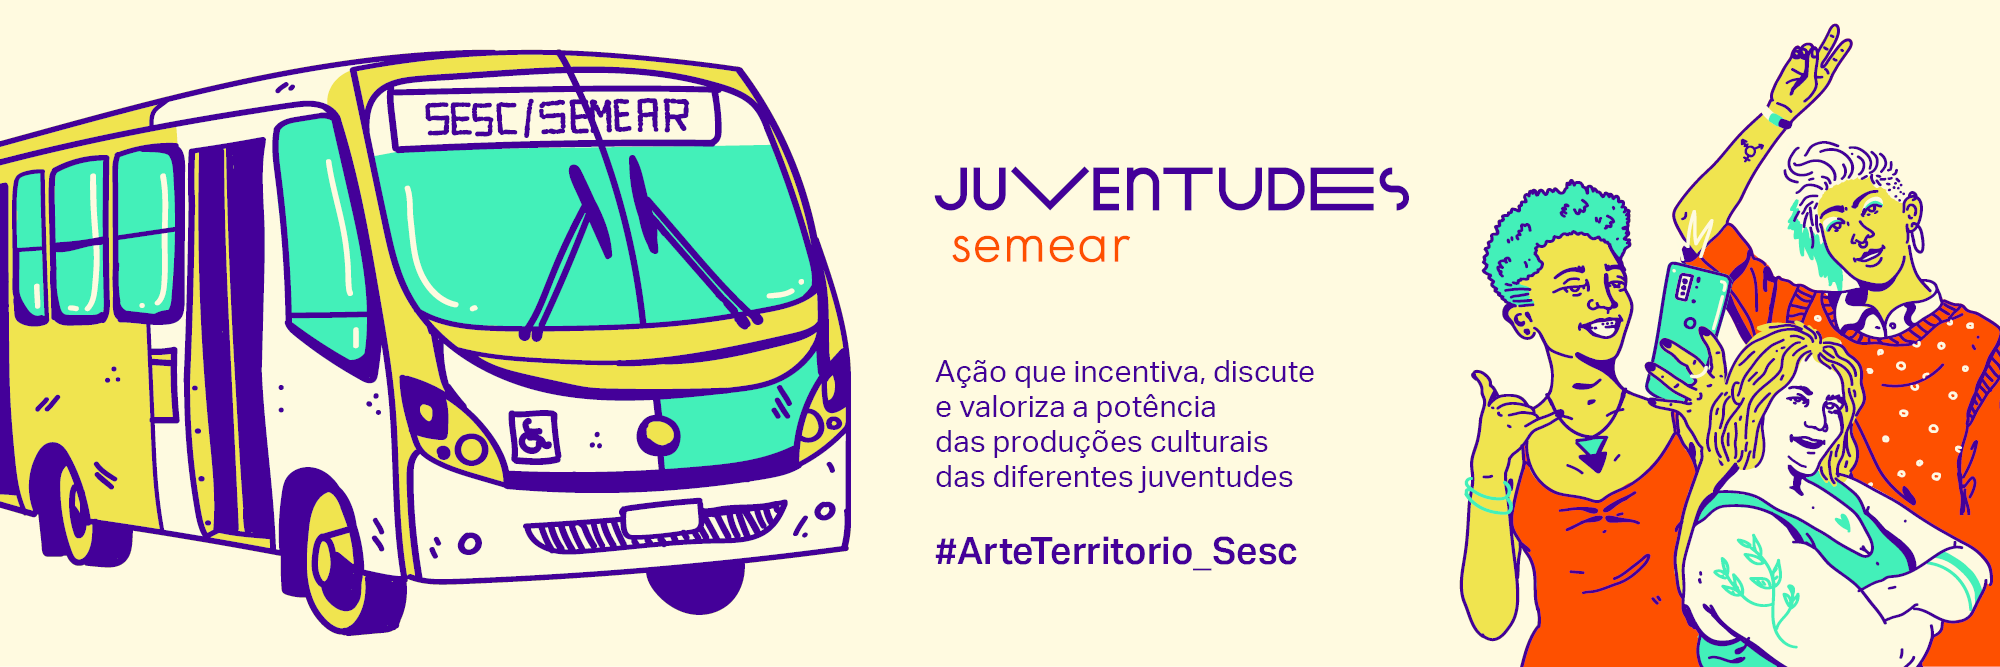 SESC/SEMEAR
JUVENTUDES
semear
Ação que incentiva, discute
e valoriza a potência
das produções culturais
das diferentes juventudes
#ArteTerritorio_Sesc